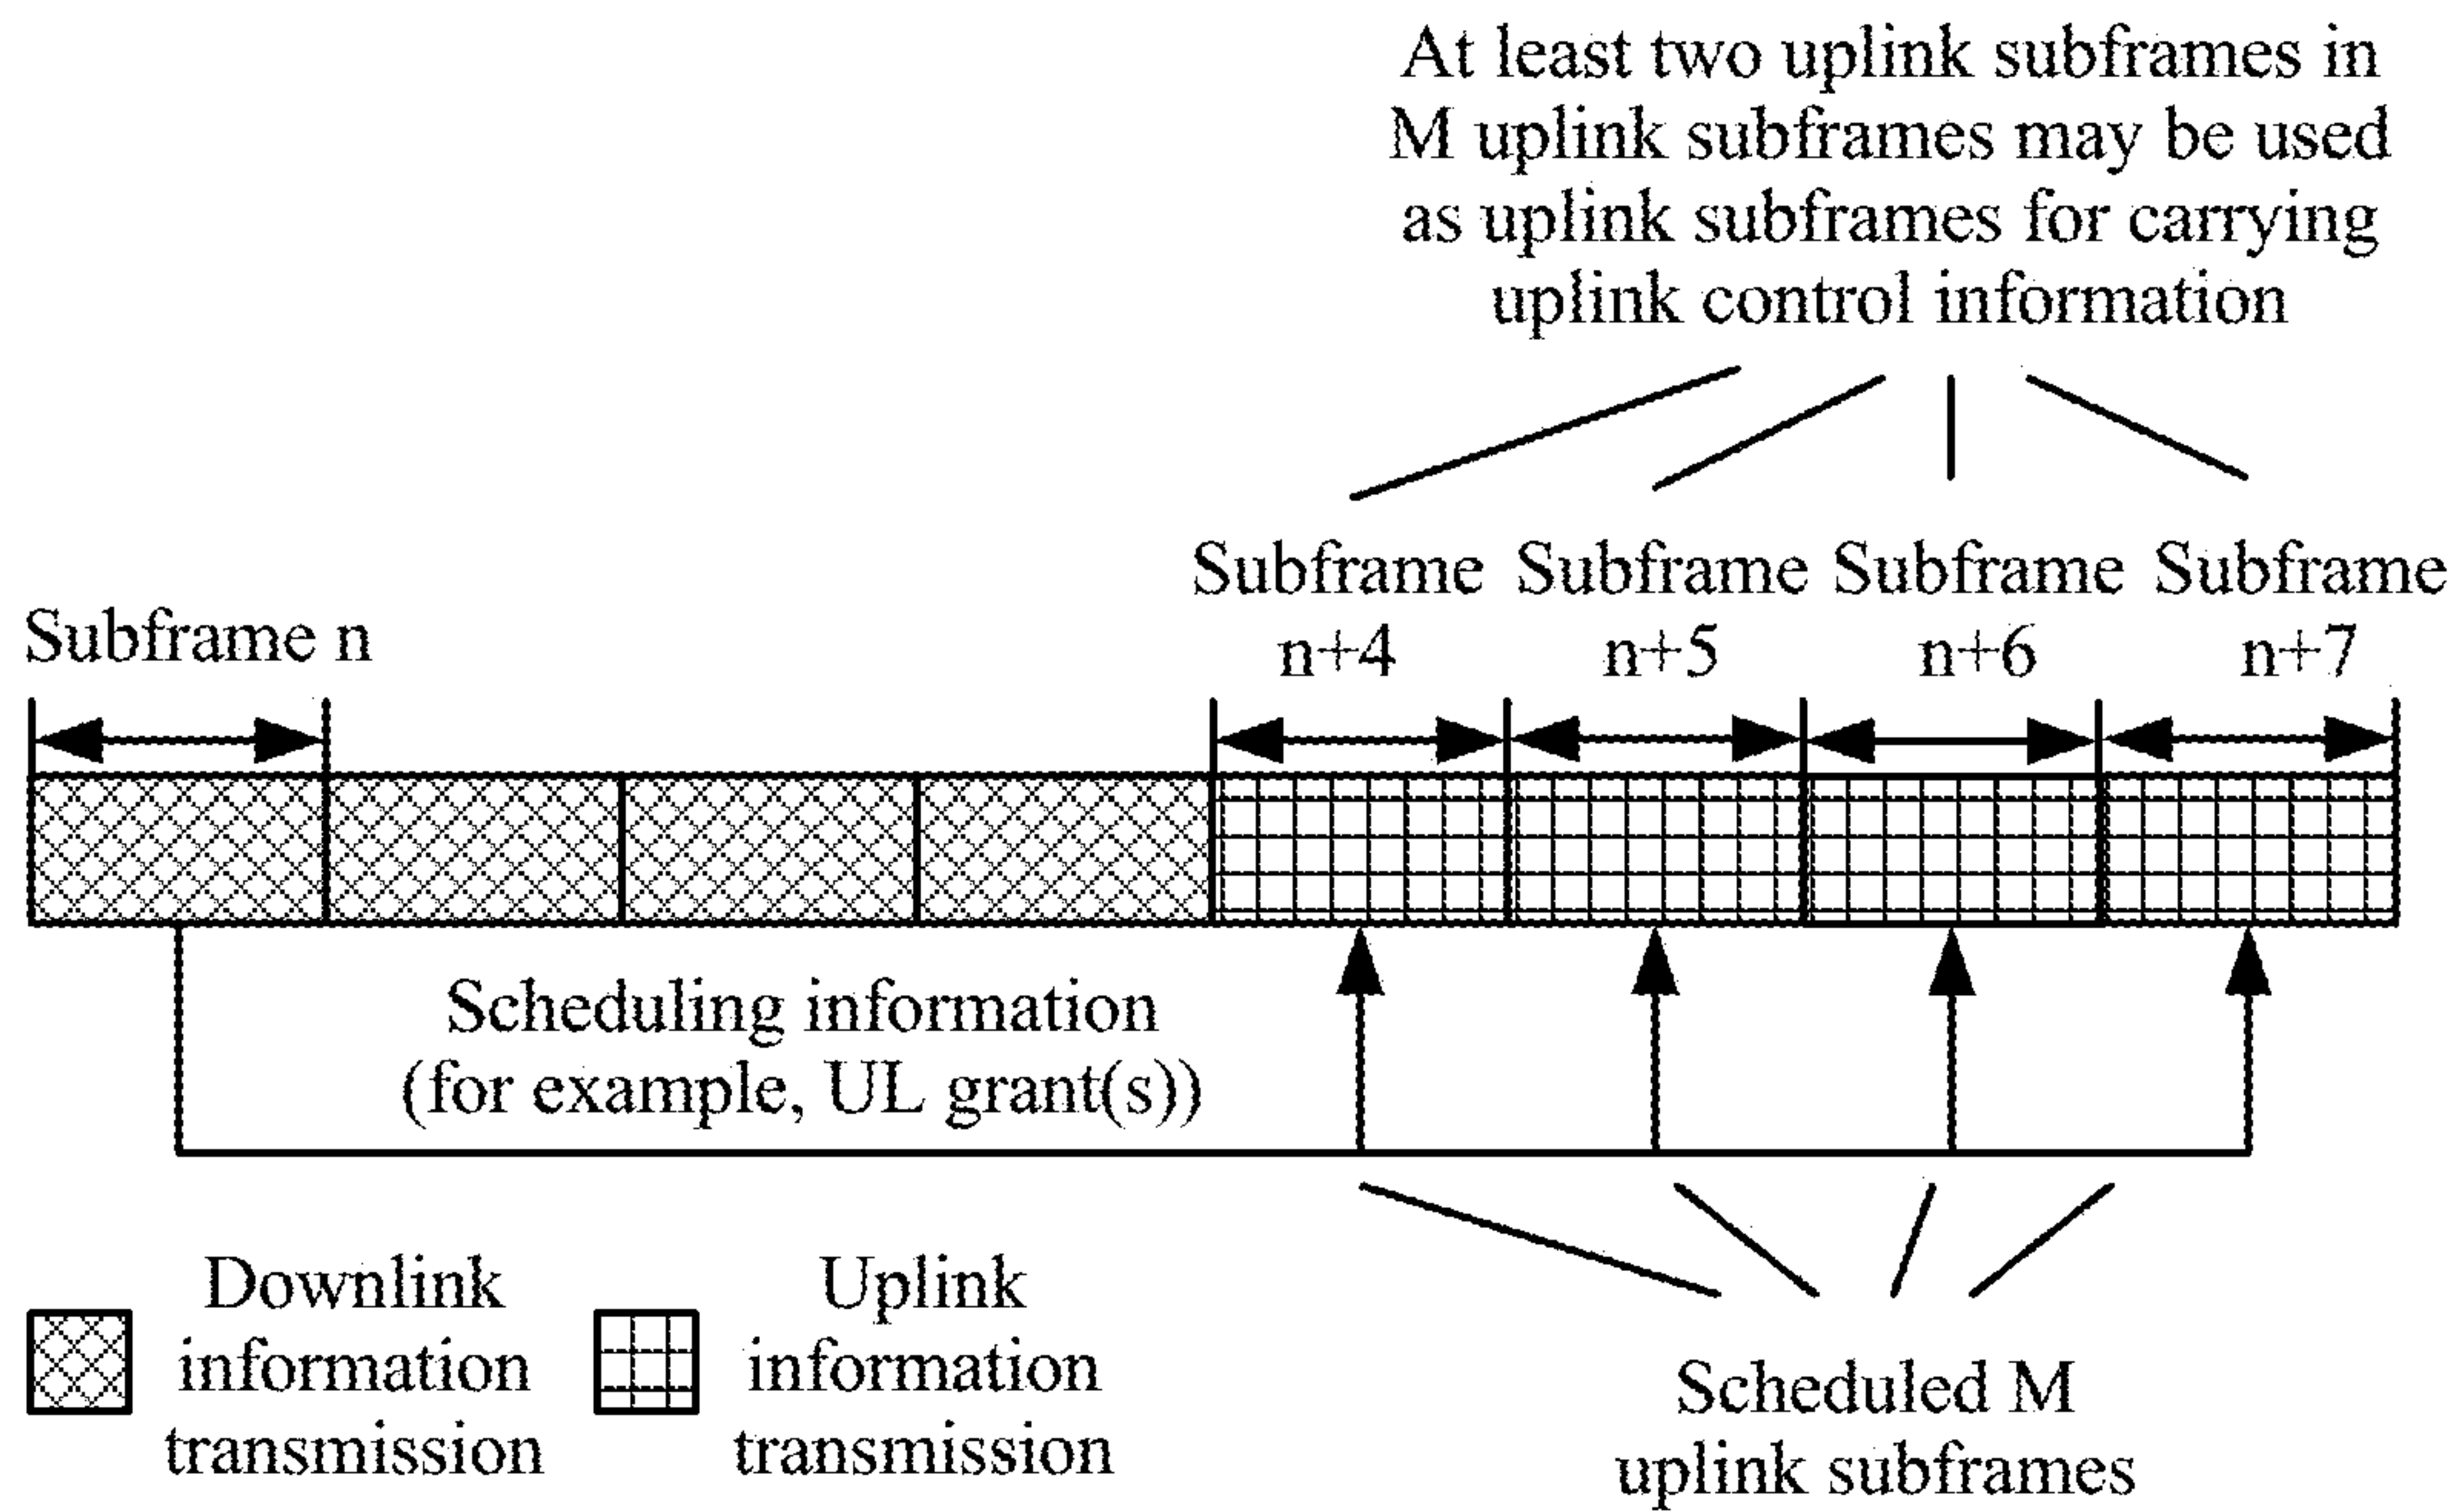 At least two uplink subframes in
M uplink subframes may be used
as uplink subframes for carrying
uplink control information
Subframe n
Subframe
n+4
Subframe
n+5
Subframe
n+6
Subframe
n+7
Scheduling information
(for example, UL grant(s))
Downlink
information
transmission
Uplink
information
transmission
Scheduled M
uplink subframes